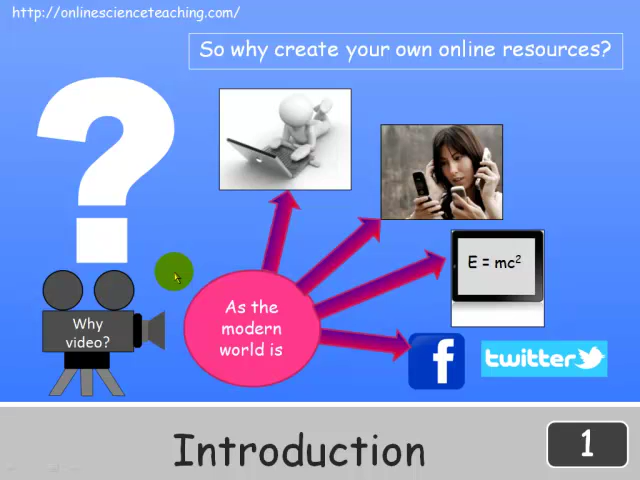 http://onlinescienceteaching.com/
So why create your own online resources?
?
E = mc²
As the
modern
world is
Why
video?
f
twitter
Introduction
1